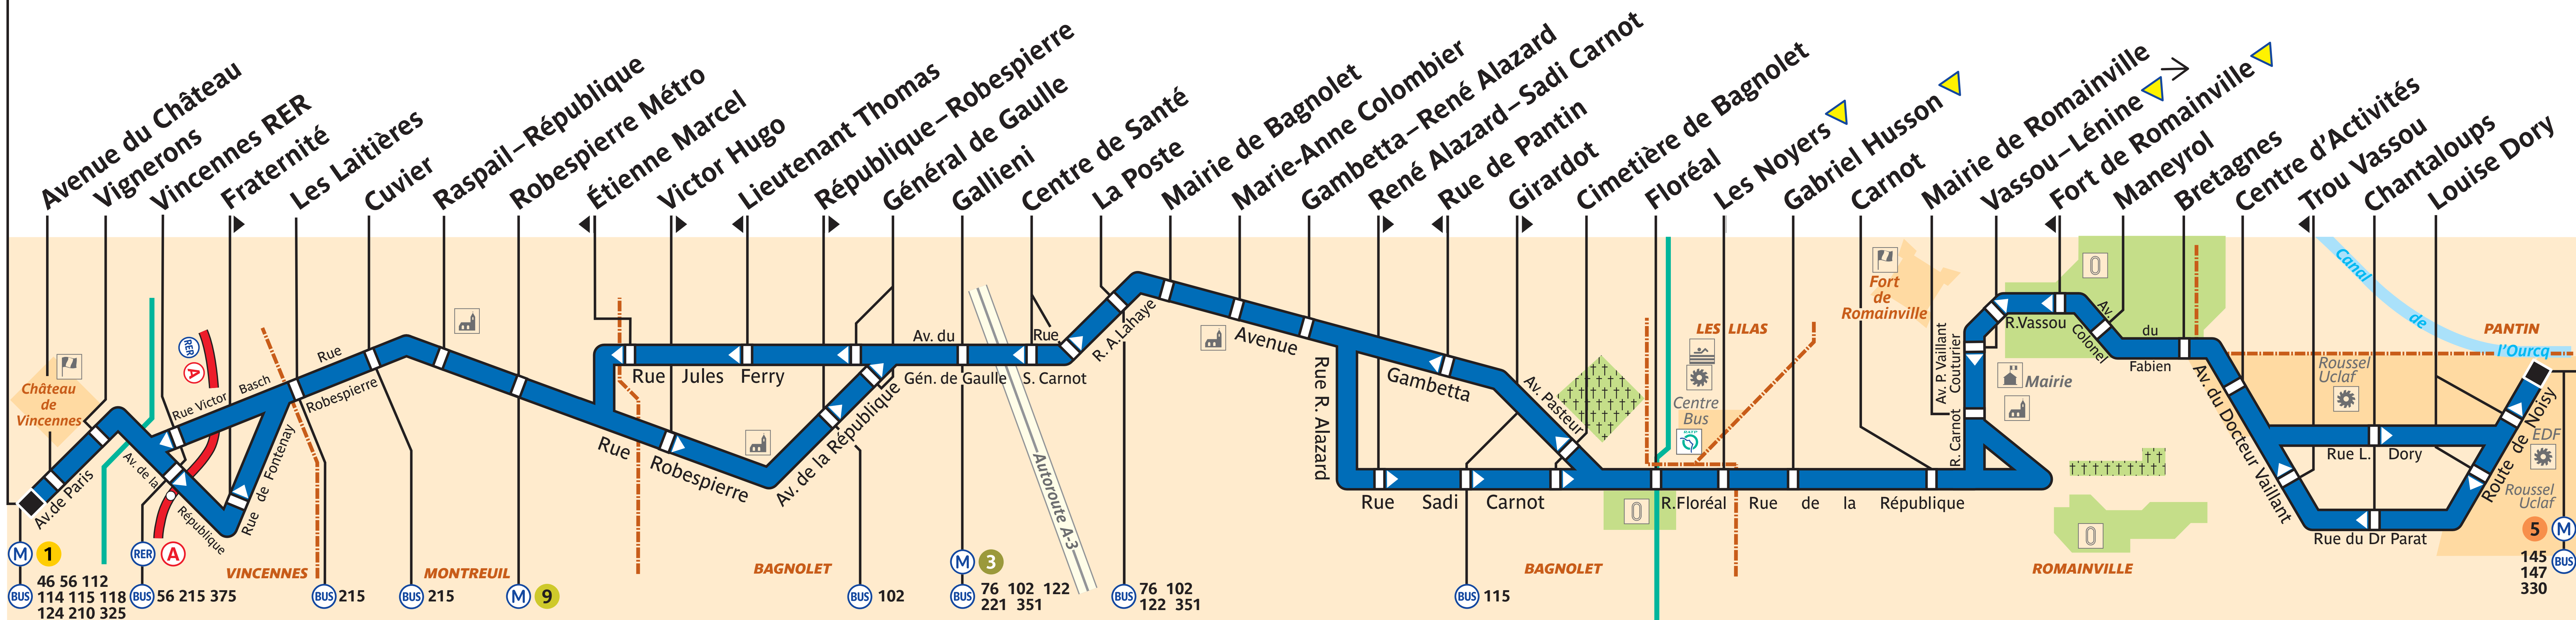 Avenue du Château
Vignerons
Vincennes RER
Fraternité
Les Laitières
Cuvier
Raspail–République
Robespierre Métro
Étienne Marcel
Victor Hugo
Lieutenant Thomas
République–Robespierre
Général de Gaulle
Gallieni
Centre de Santé
La Poste
Mairie de Bagnolet
Marie-Anne Colombier
Gambetta–René Alazard
René Alazard–Sadi Carnot
Rue de Pantin
Girardot
Cimetière de Bagnolet
Floréal
Les Noyers
Gabriel Husson
Carnot
Mairie de Romainville
Vassou–Lénine
Fort de Romainville
Maneyrol
Bretagnes
Centre d'Activités
Trou Vassou
Chantaloups
Louise Dory
Château
de
Vincennes
Av.de Paris
RER
A
Av. de la
République
Rue Victor Basch
Rue de Fontenay
Rue
Robespierre
Rue Robespierre
Rue Jules Ferry
Av. de la République
Av. du
Gén. de Gaulle
Rue
S. Carnot
Autoroute A-3
R. A.Lahaye
Avenue
Gambetta
Rue R. Alazard
Rue Sadi Carnot
Av. Pasteur
LES LILAS
Centre
Bus
RATP
R.Floréal
Rue de la République
Fort
de
Romainville
R. Carnot
Av. P. Vaillant
Couturier
Mairie
R.Vassou
Av.
Colonel
du
Fabien
Av. du Docteur Vaillant
Rue L. Dory
Rue du Dr Parat
Route de Noisy
Canal de l'Ourcq
PANTIN
Roussel
Uclaf
EDF
Roussel
Uclaf
VINCENNES
MONTREUIL
BAGNOLET
BAGNOLET
ROMAINVILLE
M 1
BUS
46 56 112
114 115 118
124 210 325
RER A
BUS 56 215 375
BUS 215
BUS 215
M 9
BUS 102
M 3
BUS
76 102 122
221 351
BUS
76 102
122 351
BUS 115
5 M
145
147
330
BUS